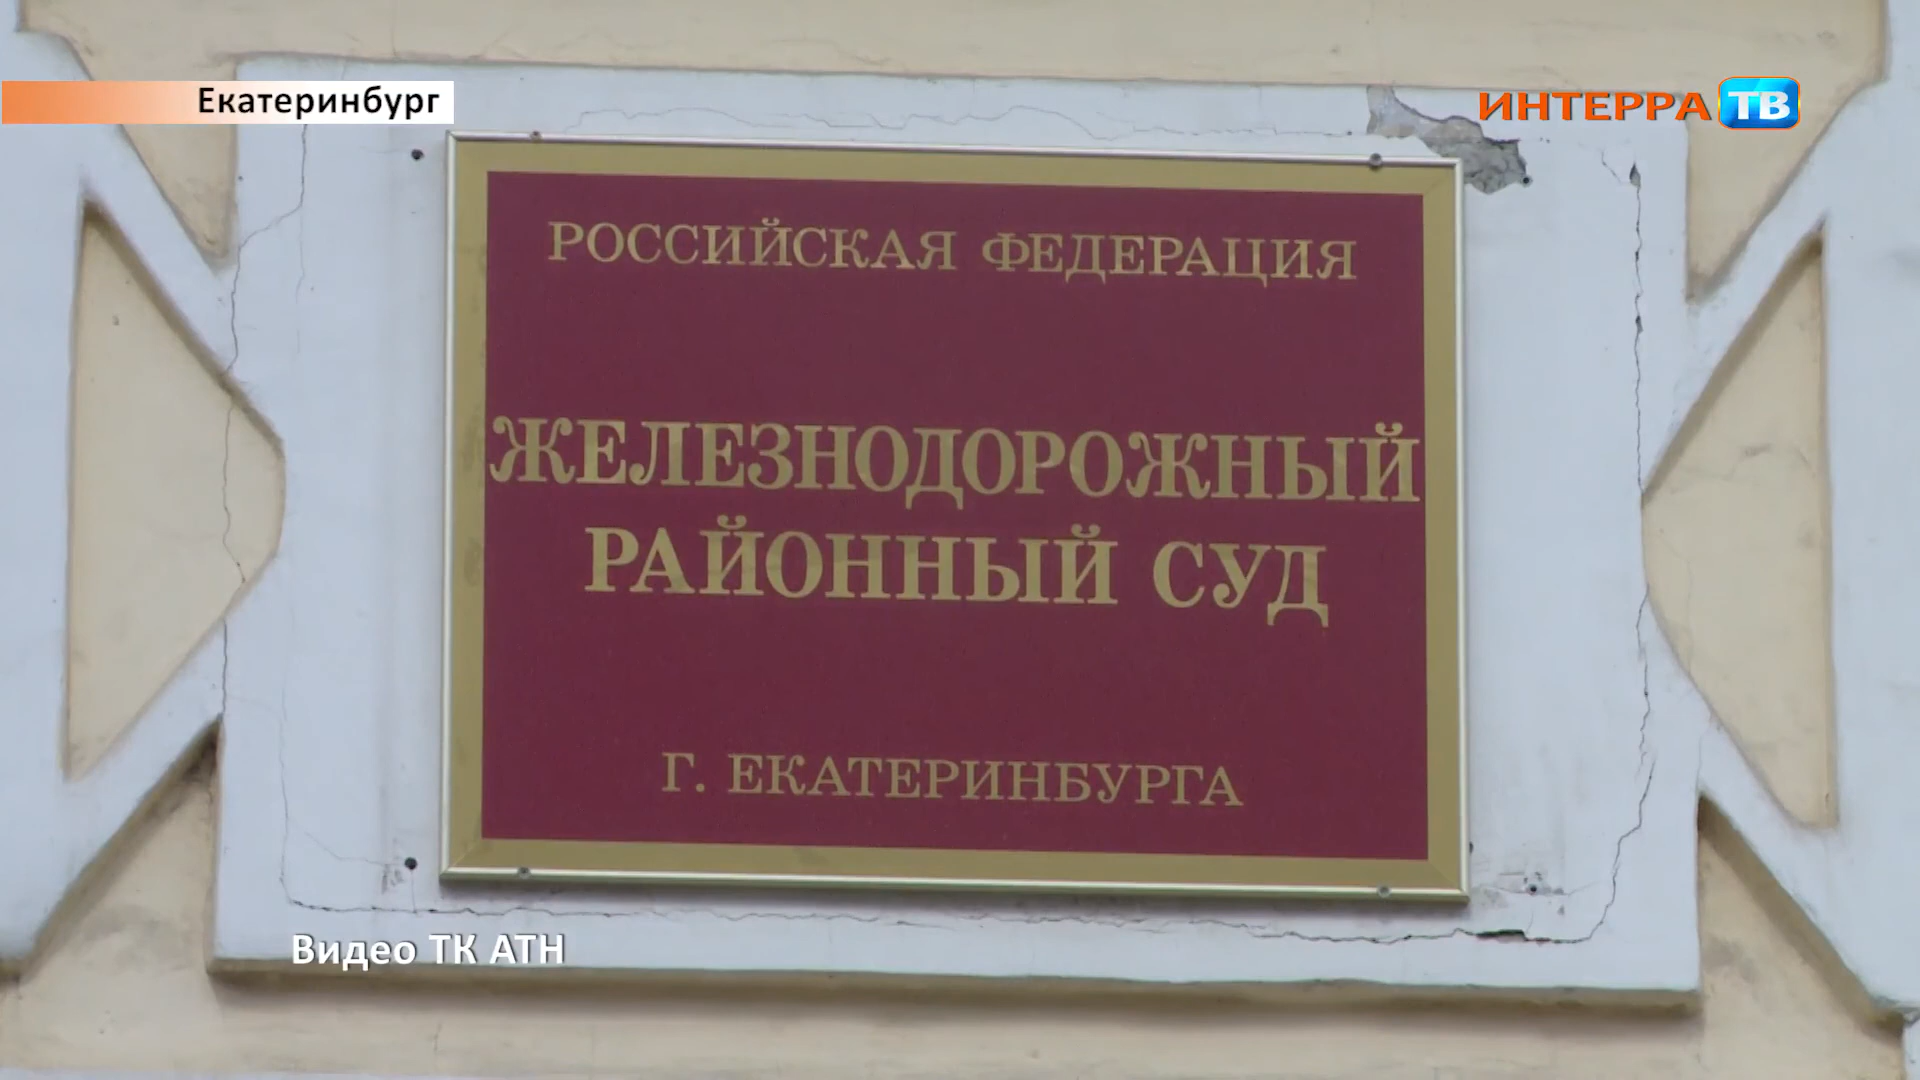 Екатеринбург
ИНТЕРРА ТВ
РОССИЙСКАЯ ФЕДЕРАЦИЯ
ЖЕЛЕЗНОДОРОЖНЫЙ
РАЙОННЫЙ СУД
Г. ЕКАТЕРИНБУРГА
Видео ТК АТН